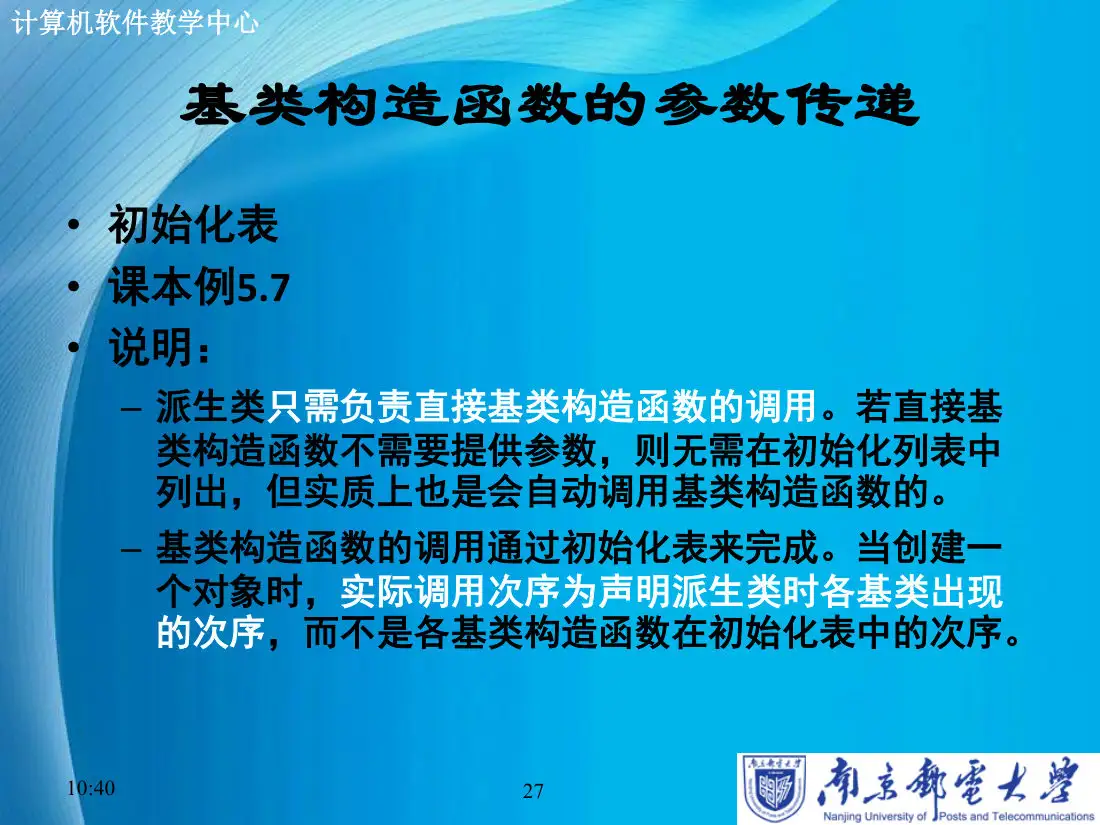 计算机软件教学中心
基类构造函数的参数传递
• 初始化表
• 课本例5.7
• 说明：
– 派生类只需负责直接基类构造函数的调用。若直接基
类构造函数不需要提供参数，则无需在初始化列表中
列出，但实质上也是会自动调用基类构造函数的。
– 基类构造函数的调用通过初始化表来完成。当创建一
个对象时，实际调用次序为声明派生类时各基类出现
的次序，而不是各基类构造函数在初始化表中的次序。
10:40
27
南京郵電大學
Nanjing University of Posts and Telecommunications